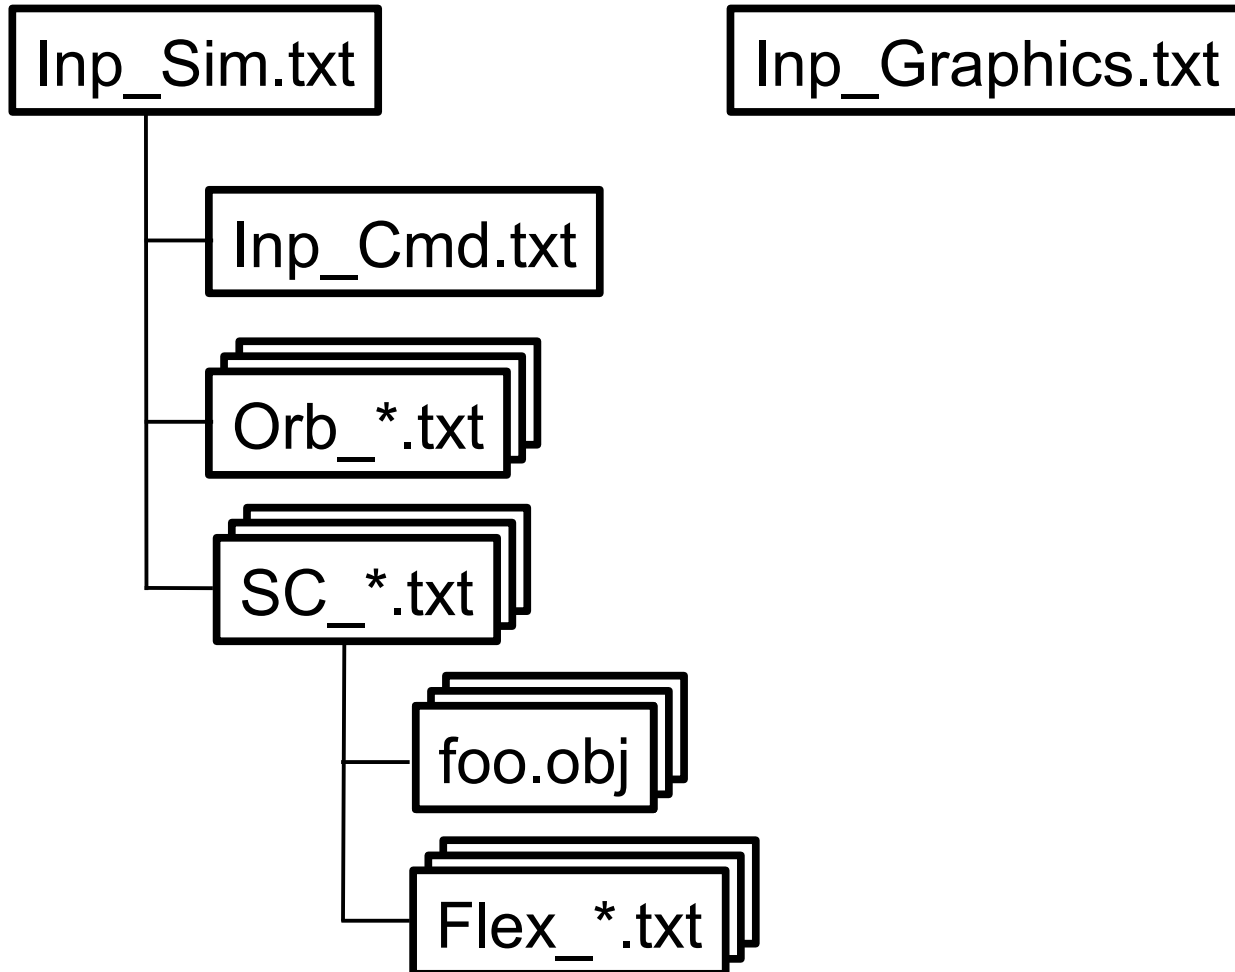 Inp_Sim.txt
Inp_Graphics.txt
Inp_Cmd.txt
Orb_*.txt
SC_*.txt
foo.obj
Flex_*.txt